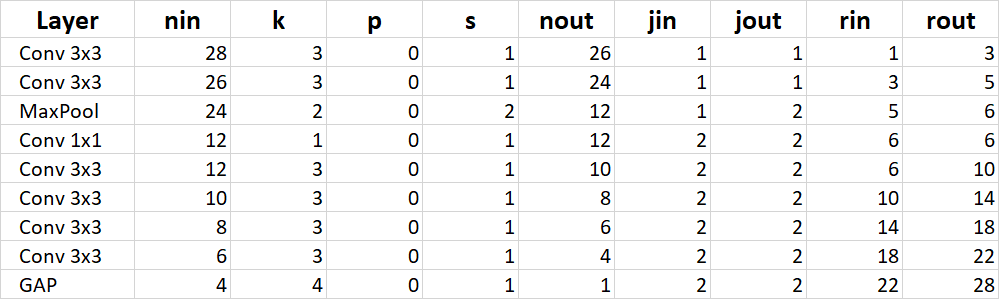 Layer nin k p s nout jin jout rin rout
Conv 3x3 28 3 0 1 26 1 1 1 3
Conv 3x3 26 3 0 1 24 1 1 3 5
MaxPool 24 2 0 2 12 1 2 5 6
Conv 1x1 12 1 0 1 12 2 2 6 6
Conv 3x3 12 3 0 1 10 2 2 6 10
Conv 3x3 10 3 0 1 8 2 2 10 14
Conv 3x3 8 3 0 1 6 2 2 14 18
Conv 3x3 6 3 0 1 4 2 2 18 22
GAP 4 4 0 1 1 2 2 22 28